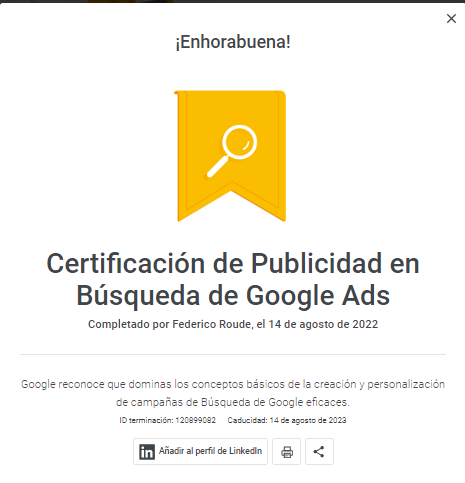 ¡Enhorabuena!
Certificación de Publicidad en
Búsqueda de Google Ads
Completado por Federico Roude, el 14 de agosto de 2022
Google reconoce que dominas los conceptos básicos de la creación y personalización
de campañas de Búsqueda de Google eficaces.
ID terminación: 120899082 Caducidad: 14 de agosto de 2023
in Añadir al perfil de LinkedIn